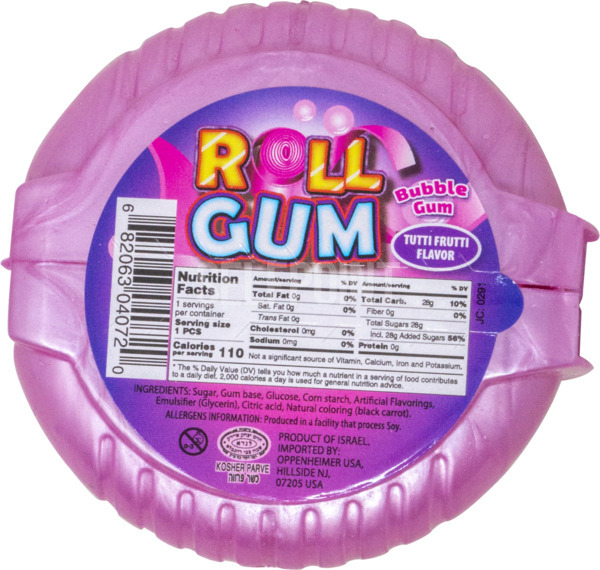 ROLL
GUM
Bubble
Gum
TUTTI FRUTTI
FLAVOR
6 82063 04072 0
Nutrition
Facts
1 servings
per container
Serving size
1 PCS
Calories
per serving 110
Amount/serving % DV
Total Fat 0g 0%
Sat. Fat 0g 0%
Trans Fat 0g
Cholesterol 0mg 0%
Sodium 0mg 0%
Amount/serving % DV
Total Carb. 28g 10%
Fiber 0g 0%
Total Sugars 28g
Incl. 28g Added Sugars 56%
Protein 0g
Not a significant source of Vitamin, Calcium, Iron and Potassium.
* The % Daily Value (DV) tells you how much a nutrient in a serving of food contributes
to a daily diet, 2,000 calories a day is used for general nutrition advice.
JC: 0291
INGREDIENTS: Sugar, Gum base, Glucose, Corn starch, Artificial Flavorings,
Emulsifier (Glycerin), Citric acid, Natural coloring (black carrot).
ALLERGENS INFORMATION: Produced in a facility that process Soy.
0-3
KOSHER PARVE
כשר פרווה
PRODUCT OF ISRAEL.
IMPORTED BY:
OPPENHEIMER USA,
HILLSIDE NJ,
07205 USA